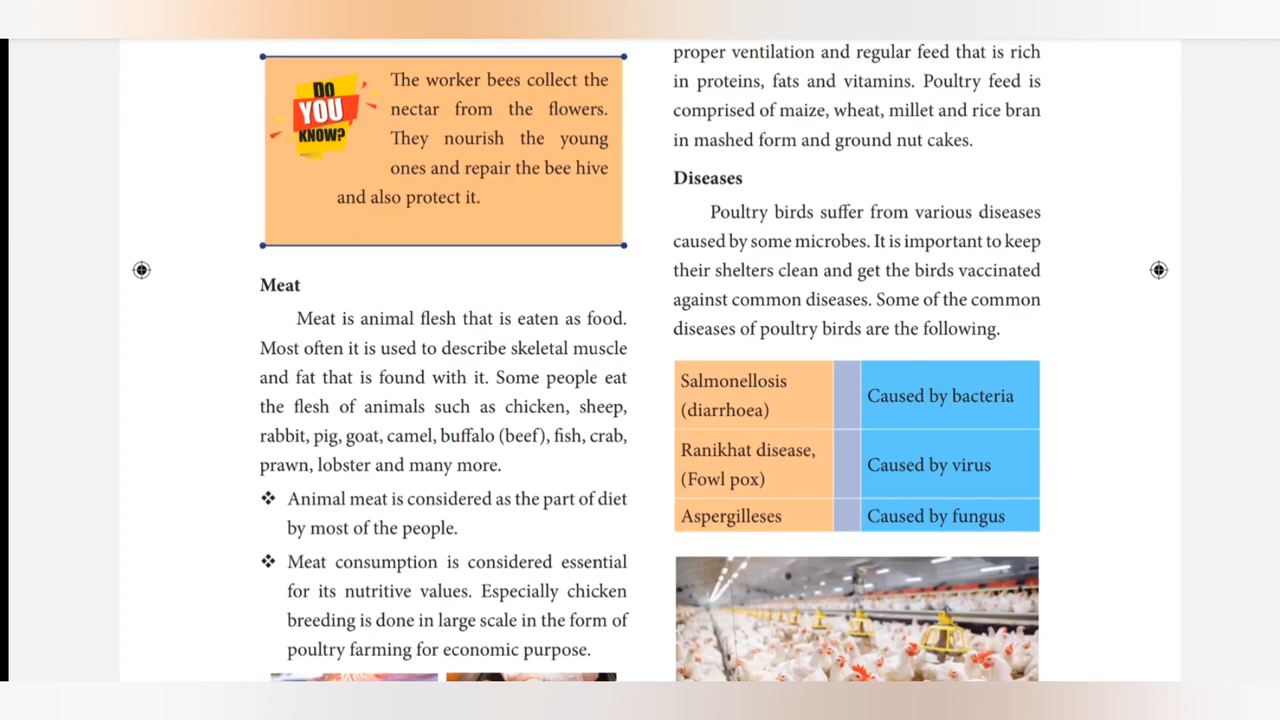 DO
YOU
KNOW?
The worker bees collect the
nectar from the flowers.
They nourish the young
ones and repair the bee hive
and also protect it.
Meat
Meat is animal flesh that is eaten as food.
Most often it is used to describe skeletal muscle
and fat that is found with it. Some people eat
the flesh of animals such as chicken, sheep,
rabbit, pig, goat, camel, buffalo (beef), fish, crab,
prawn, lobster and many more.
❖ Animal meat is considered as the part of diet
by most of the people.
❖ Meat consumption is considered essential
for its nutritive values. Especially chicken
breeding is done in large scale in the form of
poultry farming for economic purpose.
proper ventilation and regular feed that is rich
in proteins, fats and vitamins. Poultry feed is
comprised of maize, wheat, millet and rice bran
in mashed form and ground nut cakes.
Diseases
Poultry birds suffer from various diseases
caused by some microbes. It is important to keep
their shelters clean and get the birds vaccinated
against common diseases. Some of the common
diseases of poultry birds are the following.
Salmonellosis
(diarrhoea)
Caused by bacteria
Ranikhat disease,
(Fowl pox)
Caused by virus
Aspergilleses
Caused by fungus